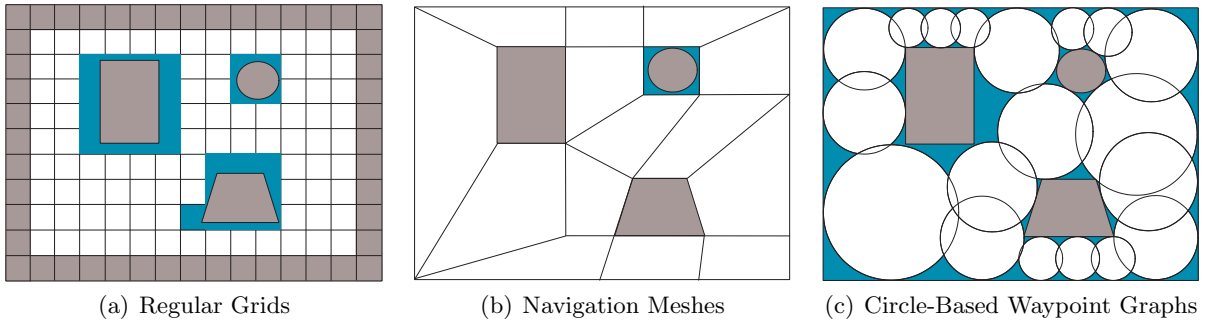 (a) Regular Grids
(b) Navigation Meshes
(c) Circle-Based Waypoint Graphs